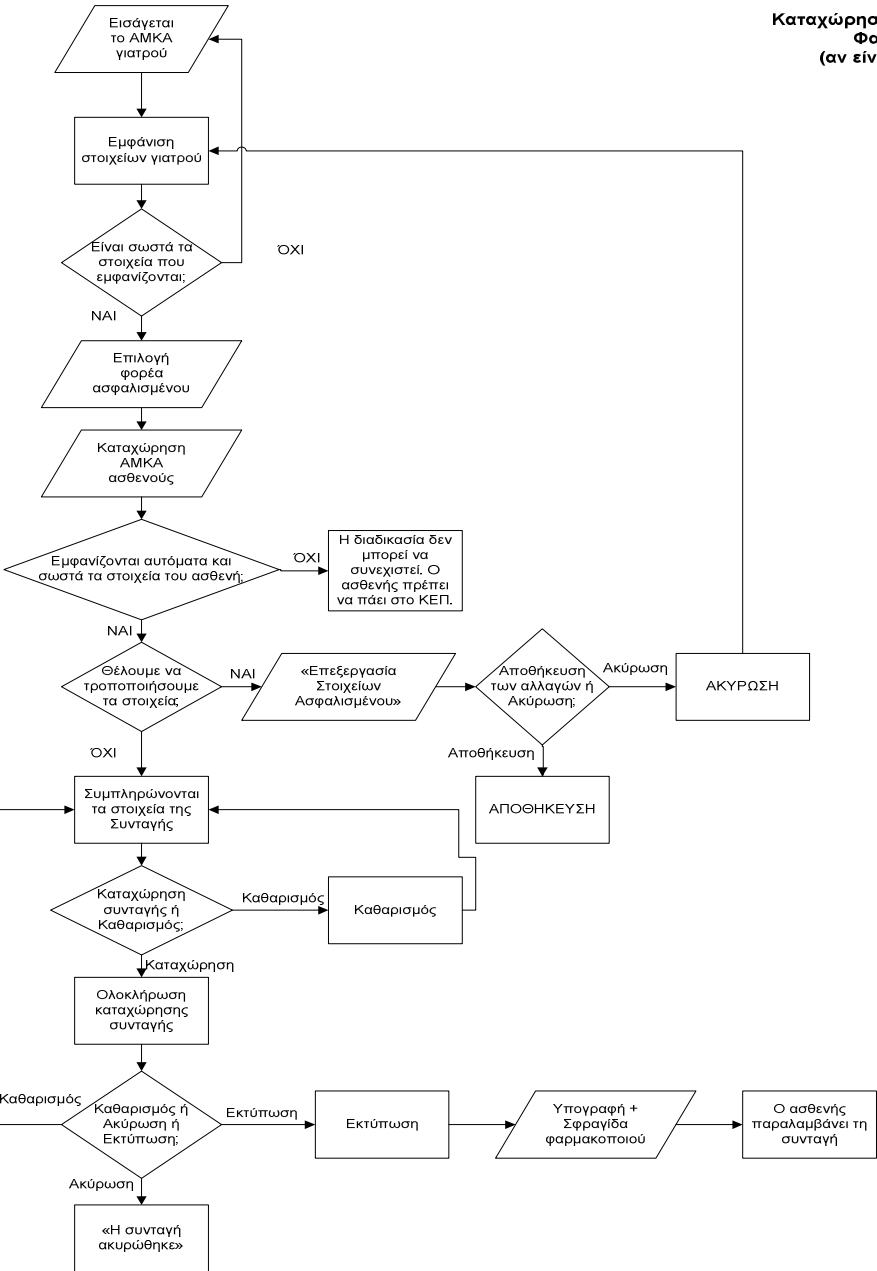 Καταχώρησ
Φα
(αν είν
Εισάγεται
το ΑΜΚΑ
γιατρού
Εμφάνιση
στοιχείων γιατρού
Είναι σωστά τα
στοιχεία που
εμφανίζονται;
ΌΧΙ
ΝΑΙ
Επιλογή
φορέα
ασφαλισμένου
Καταχώρηση
ΑΜΚΑ
ασθενούς
Εμφανίζονται αυτόματα και
σωστά τα στοιχεία του ασθενή;
ΌΧΙ
Η διαδικασία δεν
μπορεί να
συνεχιστεί. Ο
ασθενής πρέπει
να πάει στο ΚΕΠ.
ΝΑΙ
Θέλουμε να
τροποποιήσουμε
τα στοιχεία;
ΝΑΙ
«Επεξεργασία
Στοιχείων
Ασφαλισμένου»
Αποθήκευση
των αλλαγών ή
Ακύρωση;
Ακύρωση
ΑΚΥΡΩΣΗ
Αποθήκευση
ΑΠΟΘΗΚΕΥΣΗ
ΌΧΙ
Συμπληρώνονται
τα στοιχεία της
Συνταγής
Καταχώρηση
συνταγής ή
Καθαρισμός;
Καθαρισμός
Καθαρισμός
Καταχώρηση
Ολοκλήρωση
καταχώρησης
συνταγής
Καθαρισμός
Καθαρισμός ή
Ακύρωση ή
Εκτύπωση;
Εκτύπωση
Εκτύπωση
Υπογραφή +
Σφραγίδα
φαρμακοποιού
Ο ασθενής
παραλαμβάνει τη
συνταγή
Ακύρωση
«Η συνταγή
ακυρώθηκε»